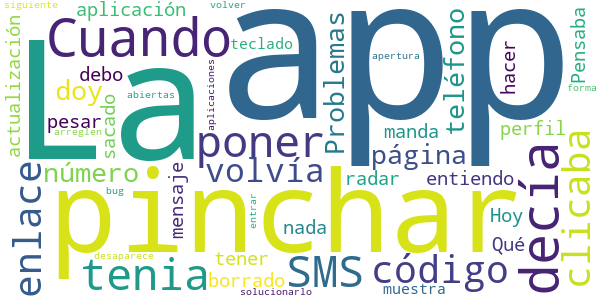 siguiente
aplicación
volver
Cuando
La
app
teclado
Pensaba
actualización
debo
doy
sacado
pesar
abiertas
arreglen
aplicaciones
Problemas
apertura
teléfono
hacer
forma
poner
manda
perfil
clicaba
número
volvía
página
enlace
pinchar
mensaje
radar
entiendo
decía
bug
entrar
nada
Hoy
Qué
desaparece
tenia
tener
borrado
SMS
código
solucionarlo
muestra